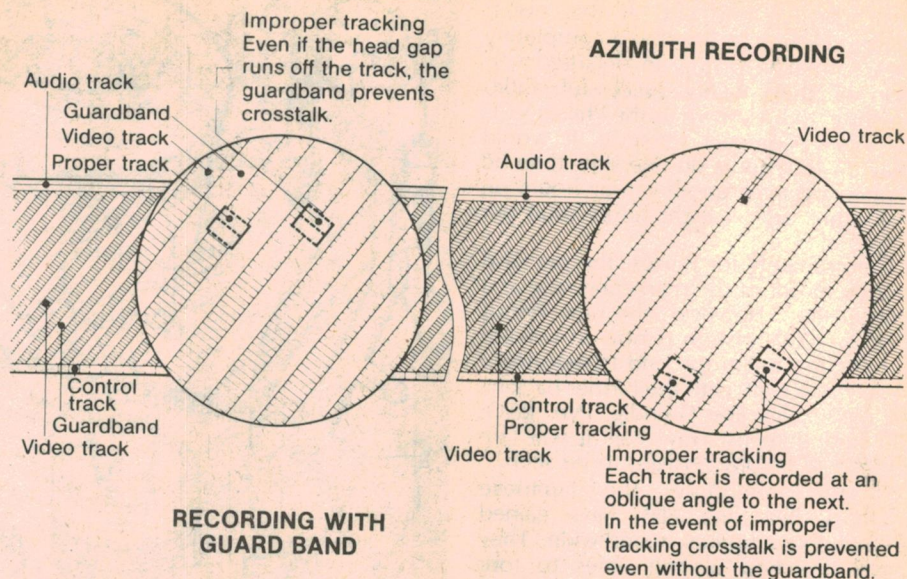 Improper tracking
Even if the head gap
runs off the track, the
guardband prevents
crosstalk.
Audio track
Guardband
Video track
Proper track
Control
track
Guardband
Video track
RECORDING WITH
GUARD BAND
AZIMUTH RECORDING
Video track
Audio track
Control track
Proper tracking
Video track
Improper tracking
Each track is recorded at an
oblique angle to the next.
In the event of improper
tracking crosstalk is prevented
even without the guardband.